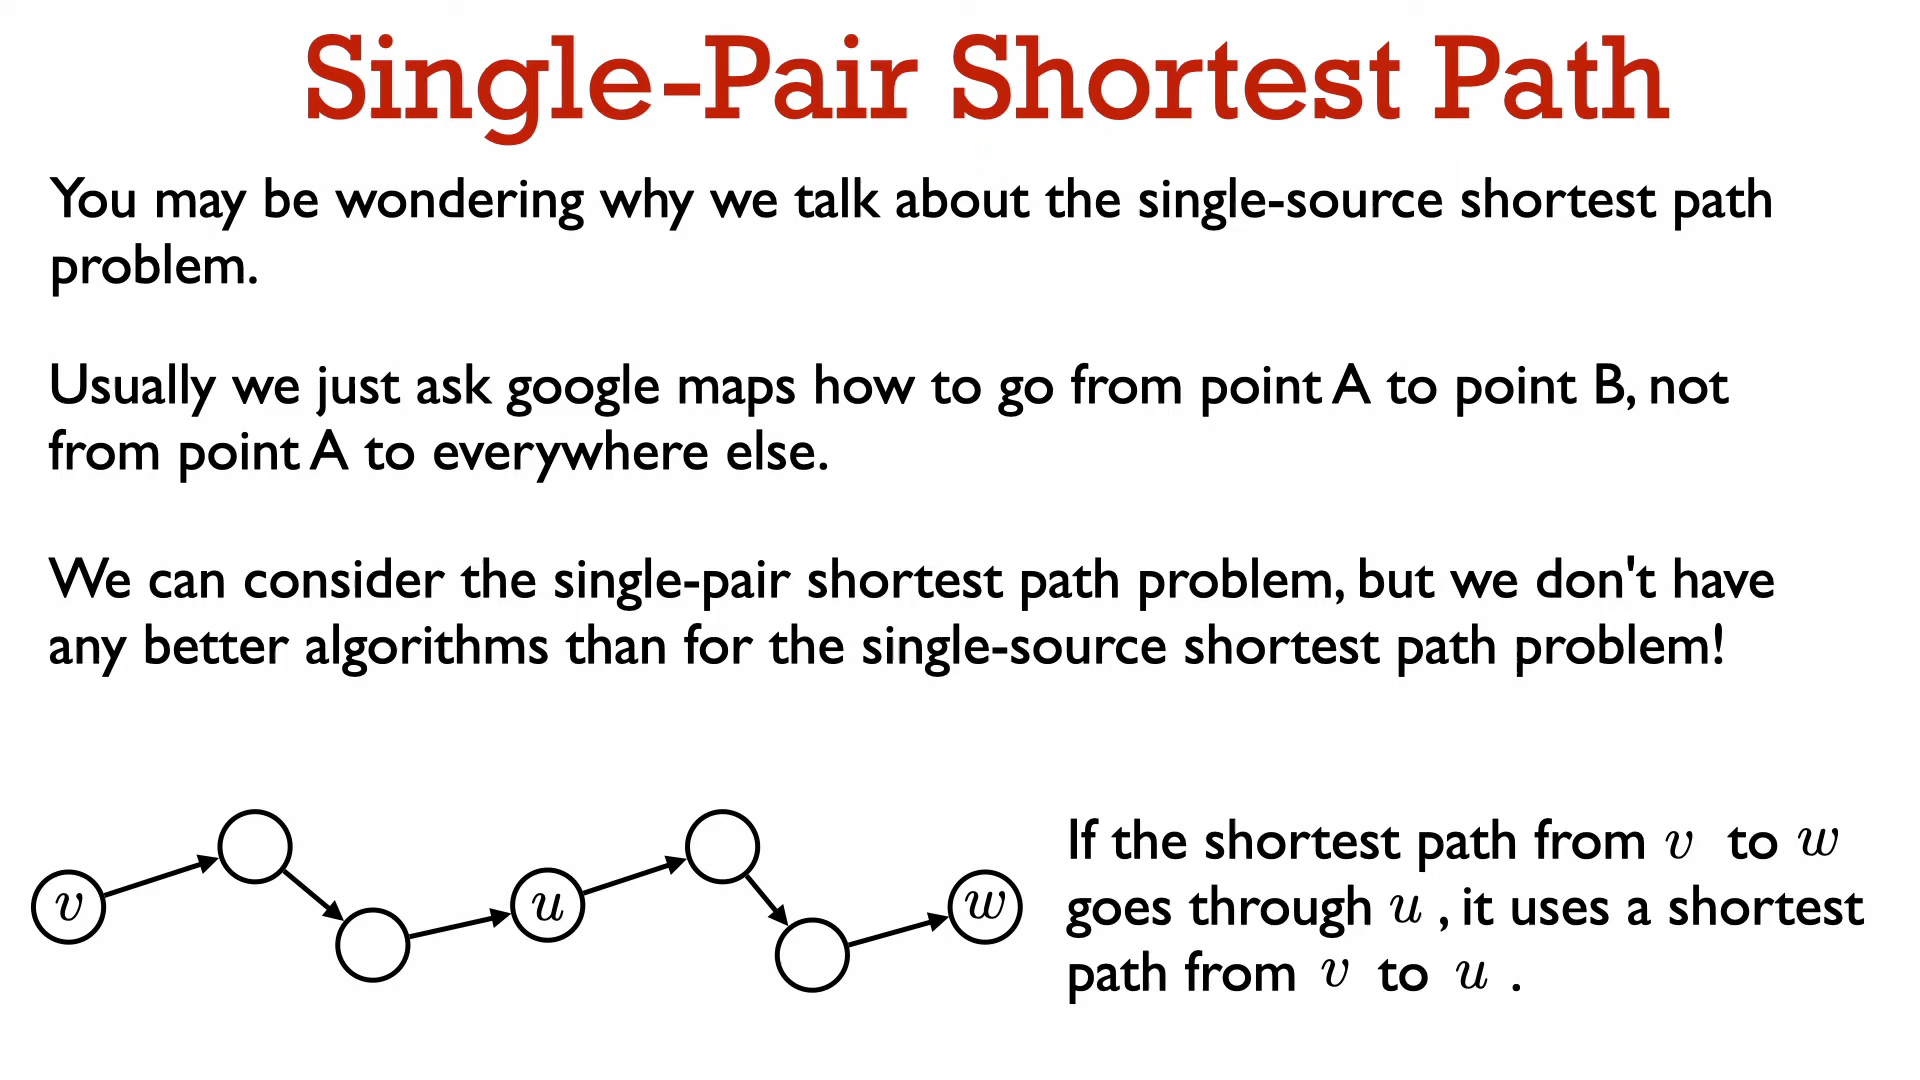 Single-Pair Shortest Path
You may be wondering why we talk about the single-source shortest path
problem.
Usually we just ask google maps how to go from point A to point B, not
from point A to everywhere else.
We can consider the single-pair shortest path problem, but we don't have
any better algorithms than for the single-source shortest path problem!
v
u
w
If the shortest path from v to w
goes through u , it uses a shortest
path from v to u .